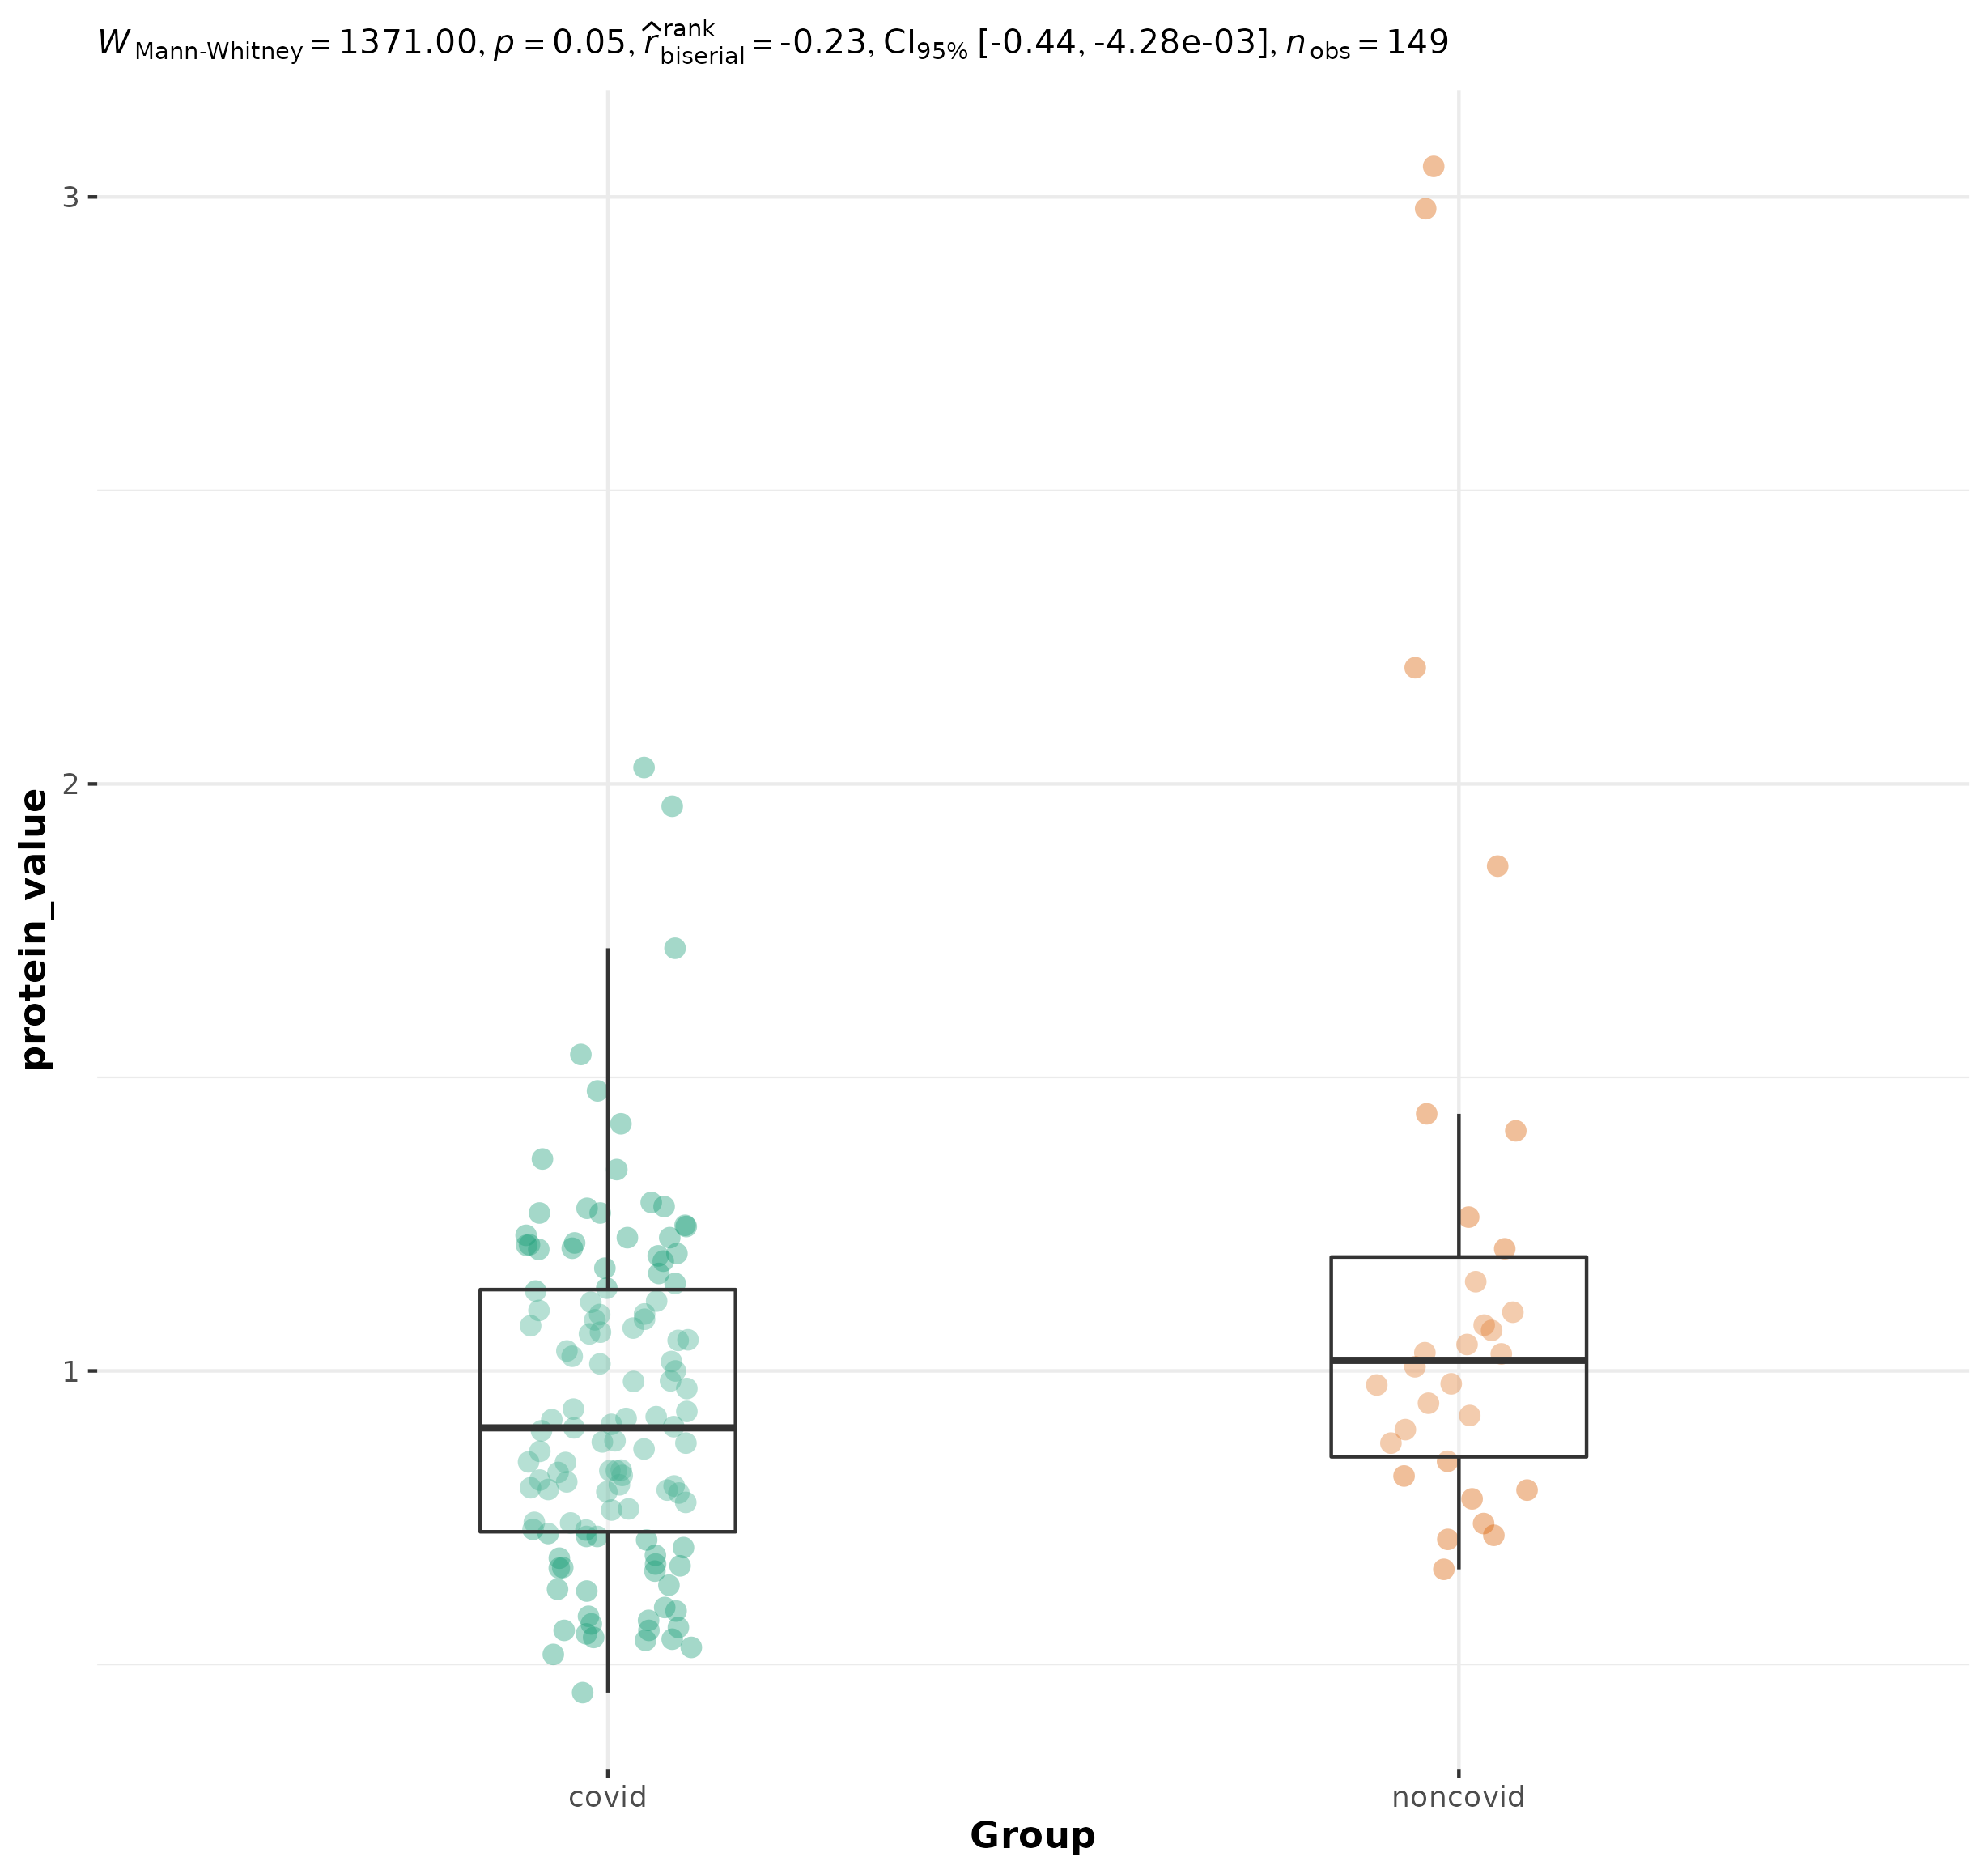 W Mann-Whitney = 1371.00, p = 0.05, r̂ rank biserial = -0.23, CI95% [-0.44, -4.28e-03], n obs = 149
3
2
1
protein_value
covid noncovid
Group